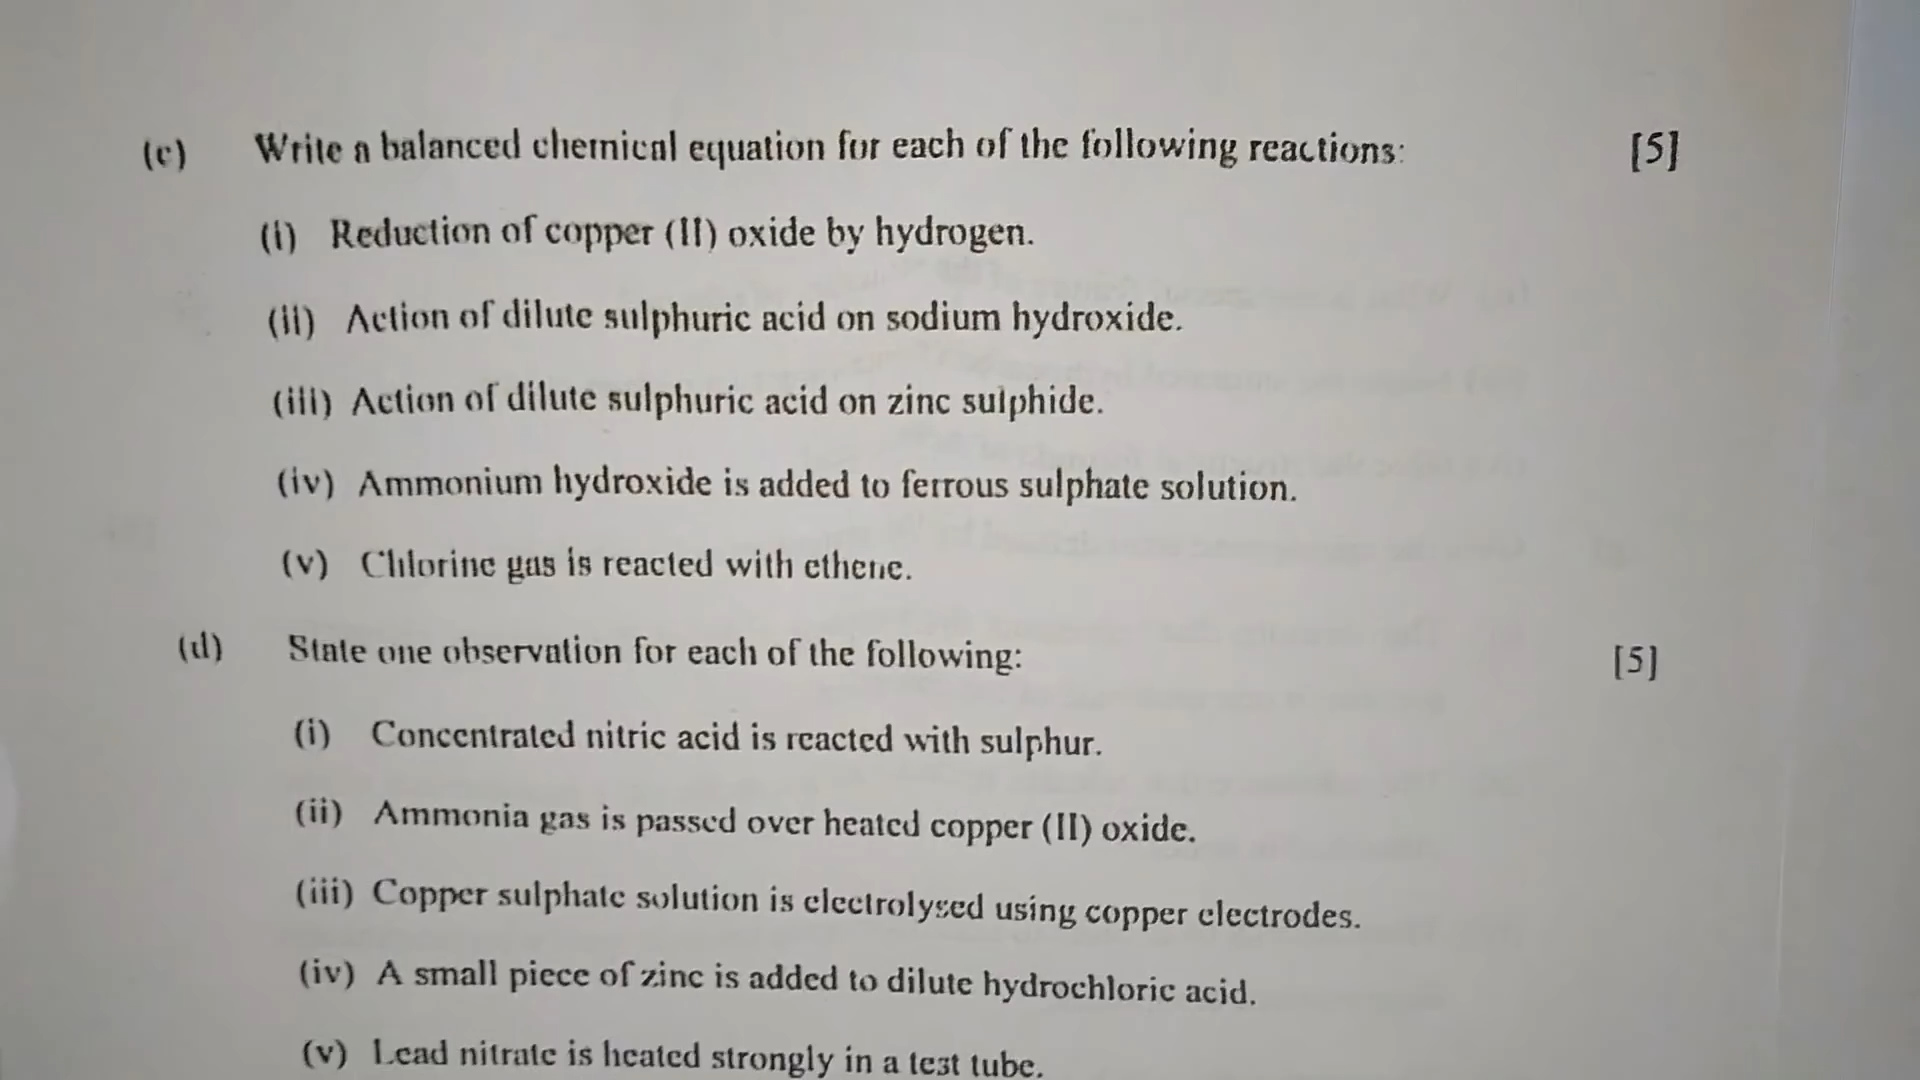 (c) Write a balanced chemical equation for each of the following reactions: [5]
(i) Reduction of copper (II) oxide by hydrogen.
(ii) Action of dilute sulphuric acid on sodium hydroxide.
(iii) Action of dilute sulphuric acid on zinc sulphide.
(iv) Ammonium hydroxide is added to ferrous sulphate solution.
(v) Chlorine gas is reacted with ethene.
(d) State one observation for each of the following: [5]
(i) Concentrated nitric acid is reacted with sulphur.
(ii) Ammonia gas is passed over heated copper (II) oxide.
(iii) Copper sulphate solution is electrolysed using copper electrodes.
(iv) A small piece of zinc is added to dilute hydrochloric acid.
(v) Lead nitrate is heated strongly in a test tube.